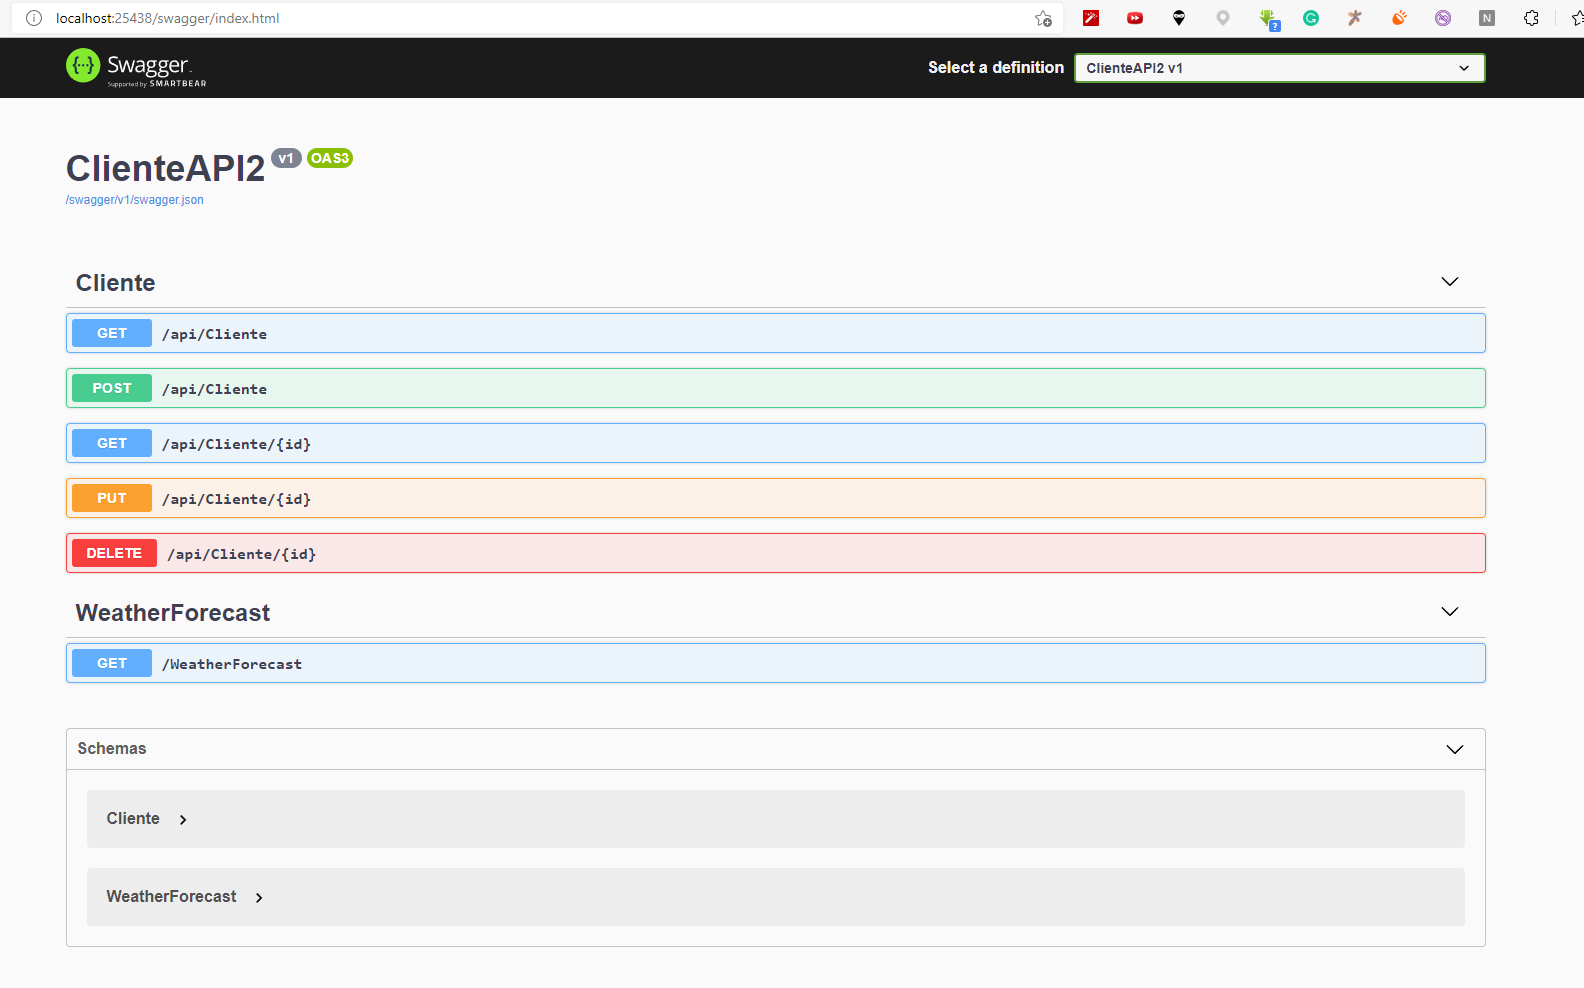 localhost:25438/swagger/index.html
?
N
{···} Swagger™
Supported by SMARTBEAR
Select a definition
ClienteAPI2 v1
ClienteAPI2 v1 OAS3
/swagger/v1/swagger.json
Cliente
GET /api/Cliente
POST /api/Cliente
GET /api/Cliente/{id}
PUT /api/Cliente/{id}
DELETE /api/Cliente/{id}
WeatherForecast
GET /WeatherForecast
Schemas
Cliente
WeatherForecast